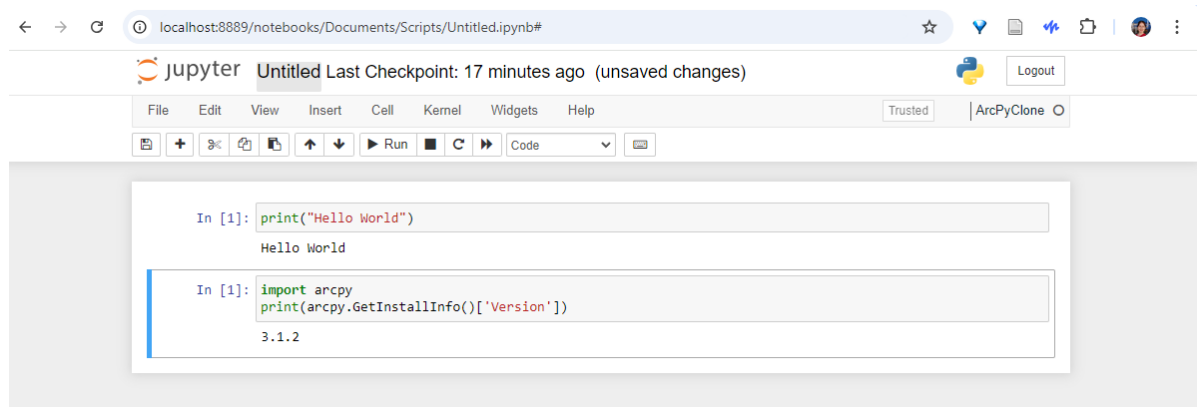 localhost:8889/notebooks/Documents/Scripts/Untitled.ipynb#
jupyter Untitled Last Checkpoint: 17 minutes ago (unsaved changes)
Logout
File Edit View Insert Cell Kernel Widgets Help
Trusted
ArcPyClone
Run
Code
In [1]: print("Hello World")
Hello World
In [1]: import arcpy
print(arcpy.GetInstallInfo()['Version'])
3.1.2